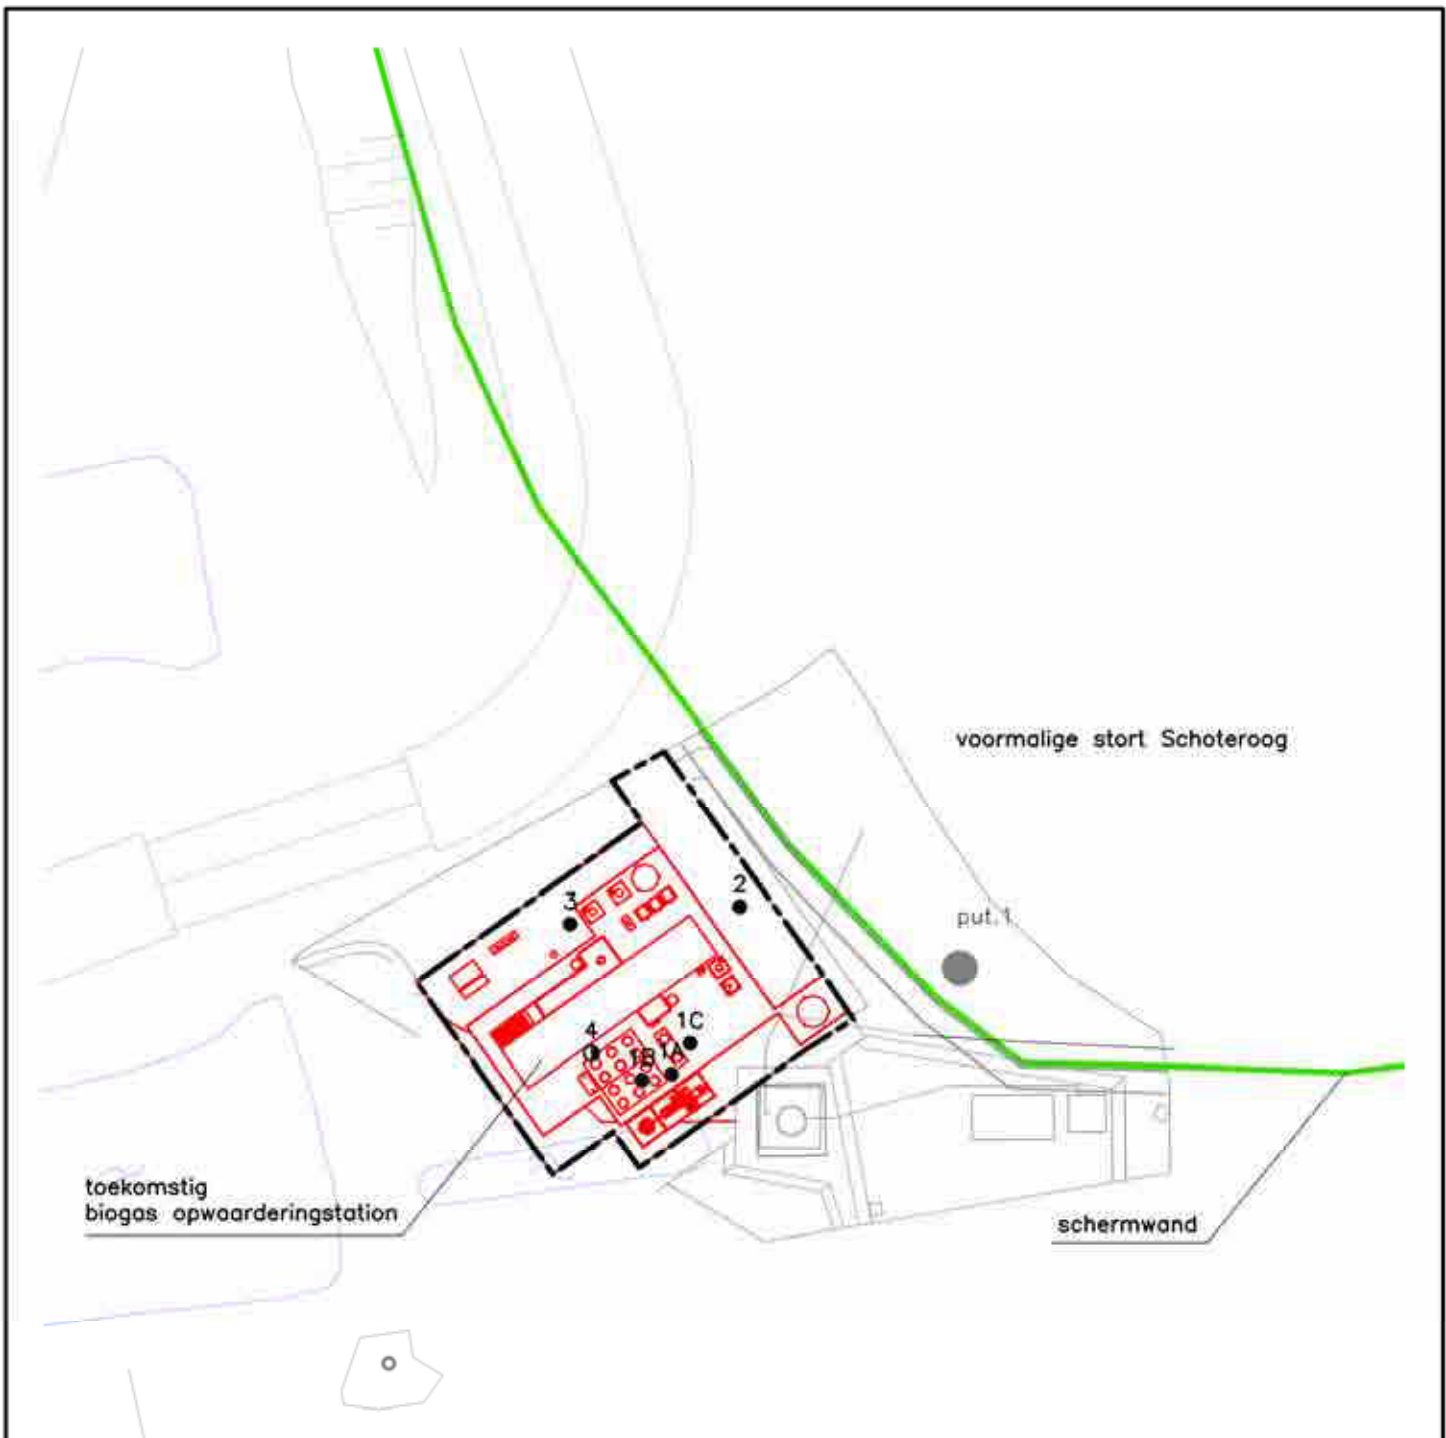 voormalige stort Schoteroog
2
3
put.1.
1C
4
1B
1A
toekomstig
biogas opwaarderingstation
schermwand